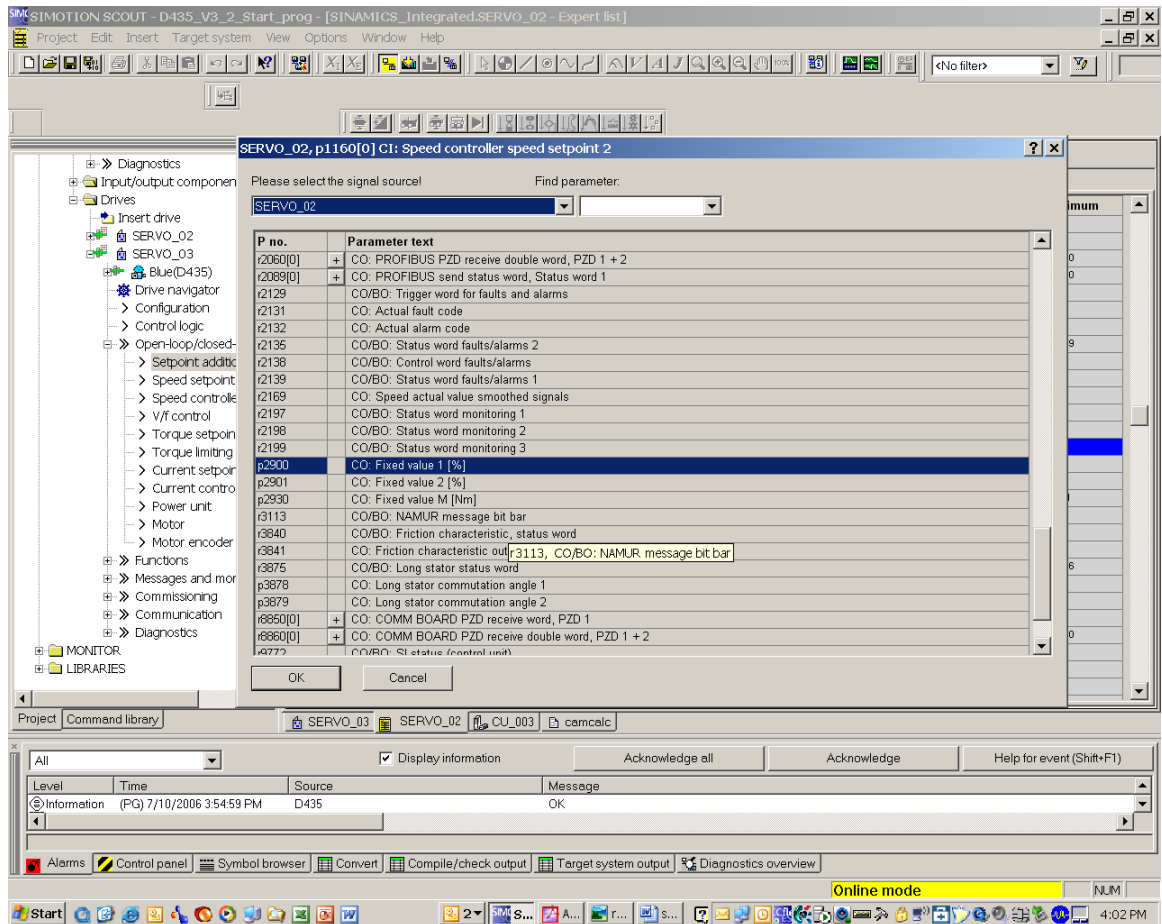 SIMOTION SCOUT - D435_V3_2_Start_prog - [SINAMICS_Integrated.SERVO_02 - Expert list]
Project Edit Insert Target system View Options Window Help
<No filter>
SERVO_02, p1160[0] CI: Speed controller speed setpoint 2
Please select the signal source! Find parameter:
SERVO_02
P no. Parameter text
r2060[0] + CO: PROFIBUS PZD receive double word, PZD 1 + 2
r2089[0] + CO: PROFIBUS send status word, Status word 1
r2129 CO/BO: Trigger word for faults and alarms
r2131 CO: Actual fault code
r2132 CO: Actual alarm code
r2135 CO/BO: Status word faults/alarms 2
r2138 CO/BO: Control word faults/alarms
r2139 CO/BO: Status word faults/alarms 1
r2169 CO: Speed actual value smoothed signals
r2197 CO/BO: Status word monitoring 1
r2198 CO/BO: Status word monitoring 2
r2199 CO/BO: Status word monitoring 3
p2900 CO: Fixed value 1 [%]
p2901 CO: Fixed value 2 [%]
p2930 CO: Fixed value M [Nm]
r3113 CO/BO: NAMUR message bit bar
r3840 CO/BO: Friction characteristic, status word
r3841 CO: Friction characteristic out
r3113, CO/BO: NAMUR message bit bar
r3875 CO/BO: Long stator status word
p3878 CO: Long stator commutation angle 1
p3879 CO: Long stator commutation angle 2
r8850[0] + CO: COMM BOARD PZD receive word, PZD 1
r8860[0] + CO: COMM BOARD PZD receive double word, PZD 1 + 2
r9772 CO/BO: SI status (control unit)
OK Cancel
imum
0
0
9
6
0
Diagnostics
Input/output componen
Drives
Insert drive
SERVO_02
SERVO_03
Blue(D435)
Drive navigator
Configuration
Control logic
Open-loop/closed-
Setpoint additio
Speed setpoint
Speed controlle
V/f control
Torque setpoin
Torque limiting
Current setpoin
Current contro
Power unit
Motor
Motor encoder
Functions
Messages and mor
Commissioning
Communication
Diagnostics
MONITOR
LIBRARIES
Project Command library
SERVO_03 SERVO_02 CU_003 camcalc
All Display information Acknowledge all Acknowledge Help for event (Shift+F1)
Level Time Source Message
Information (PG) 7/10/2006 3:54:59 PM D435 OK
Alarms Control panel Symbol browser Convert Compile/check output Target system output Diagnostics overview
Online mode NUM
Start 2 S... A... r... s... 4:02 PM